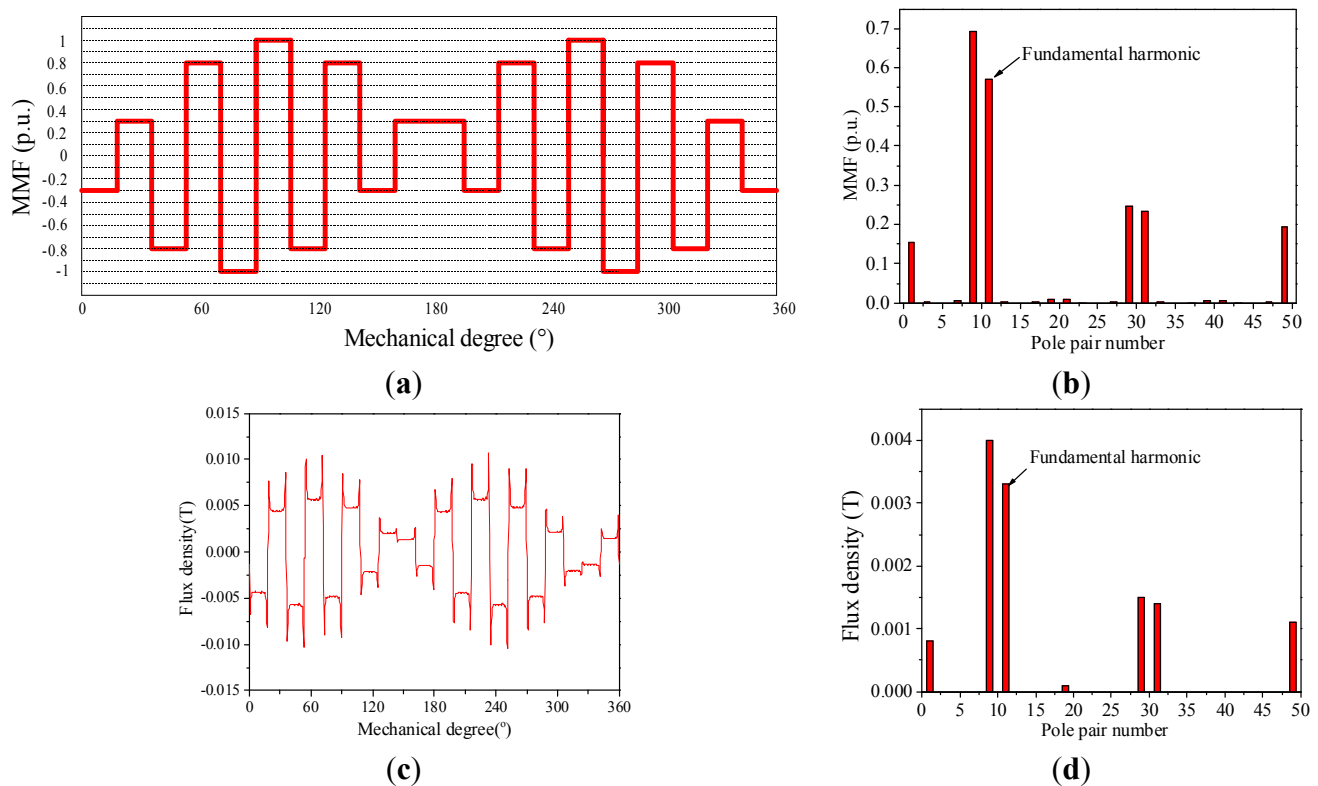 MMF (p.u.)
1
0.8
0.6
0.4
0.2
0
-0.2
-0.4
-0.6
-0.8
-1
0 60 120 180 240 300 360
Mechanical degree (°)
(a)
MMF (p.u.)
0.7
0.6
0.5
0.4
0.3
0.2
0.1
0.0
Fundamental harmonic
0 5 10 15 20 25 30 35 40 45 50
Pole pair number
(b)
Flux density(T)
0.015
0.010
0.005
0.000
-0.005
-0.010
-0.015
0 60 120 180 240 300 360
Mechanical degree(°)
(c)
Flux density (T)
0.004
0.003
0.002
0.001
0.000
Fundamental harmonic
0 5 10 15 20 25 30 35 40 45 50
Pole pair number
(d)